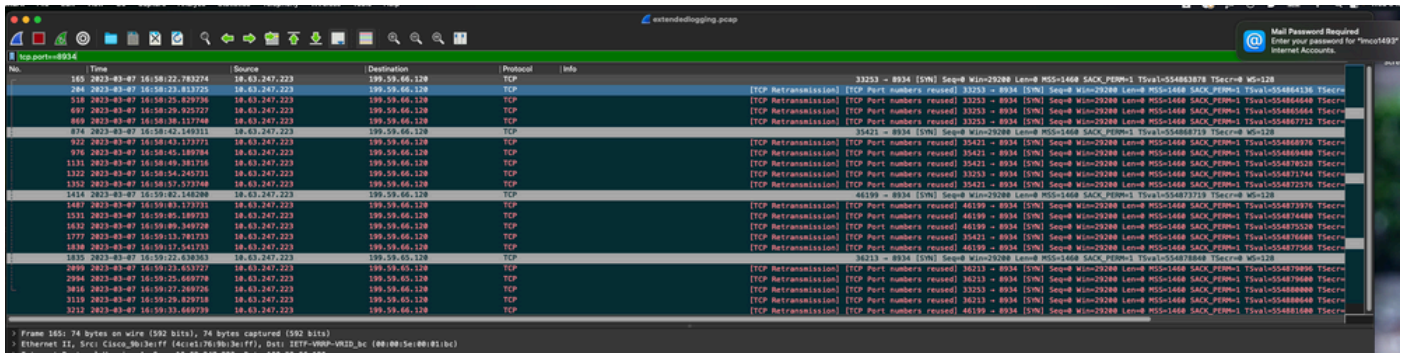 extendedlogging.pcap
Mail Password Required
Enter your password for "lmco1493"
Internet Accounts.
tcp.port==8934
No. Time Source Destination Protocol Info
165 2023-03-07 16:58:22.783274 10.63.247.223 199.59.66.120 TCP 33253 → 8934 [SYN] Seq=0 Win=29200 Len=0 MSS=1460 SACK_PERM=1 TSval=554863878 TSecr=0 WS=128
204 2023-03-07 16:58:23.813725 10.63.247.223 199.59.66.120 TCP [TCP Retransmission] [TCP Port numbers reused] 33253 → 8934 [SYN] Seq=0 Win=29200 Len=0 MSS=1460 SACK_PERM=1 TSval=554864136 TSecr=
518 2023-03-07 16:58:25.829736 10.63.247.223 199.59.66.120 TCP [TCP Retransmission] [TCP Port numbers reused] 33253 → 8934 [SYN] Seq=0 Win=29200 Len=0 MSS=1460 SACK_PERM=1 TSval=554864640 TSecr=
697 2023-03-07 16:58:29.925727 10.63.247.223 199.59.66.120 TCP [TCP Retransmission] [TCP Port numbers reused] 33253 → 8934 [SYN] Seq=0 Win=29200 Len=0 MSS=1460 SACK_PERM=1 TSval=554865664 TSecr=
869 2023-03-07 16:58:38.117740 10.63.247.223 199.59.66.120 TCP [TCP Retransmission] [TCP Port numbers reused] 33253 → 8934 [SYN] Seq=0 Win=29200 Len=0 MSS=1460 SACK_PERM=1 TSval=554867712 TSecr=
874 2023-03-07 16:58:42.149311 10.63.247.223 199.59.66.120 TCP 35421 → 8934 [SYN] Seq=0 Win=29200 Len=0 MSS=1460 SACK_PERM=1 TSval=554868719 TSecr=0 WS=128
922 2023-03-07 16:58:43.173771 10.63.247.223 199.59.66.120 TCP [TCP Retransmission] [TCP Port numbers reused] 35421 → 8934 [SYN] Seq=0 Win=29200 Len=0 MSS=1460 SACK_PERM=1 TSval=554868976 TSecr=
976 2023-03-07 16:58:45.189784 10.63.247.223 199.59.66.120 TCP [TCP Retransmission] [TCP Port numbers reused] 35421 → 8934 [SYN] Seq=0 Win=29200 Len=0 MSS=1460 SACK_PERM=1 TSval=554869480 TSecr=
1131 2023-03-07 16:58:49.381716 10.63.247.223 199.59.66.120 TCP [TCP Retransmission] [TCP Port numbers reused] 35421 → 8934 [SYN] Seq=0 Win=29200 Len=0 MSS=1460 SACK_PERM=1 TSval=554870528 TSecr=
1322 2023-03-07 16:58:54.245731 10.63.247.223 199.59.66.120 TCP [TCP Retransmission] [TCP Port numbers reused] 33253 → 8934 [SYN] Seq=0 Win=29200 Len=0 MSS=1460 SACK_PERM=1 TSval=554871744 TSecr=
1352 2023-03-07 16:58:57.573740 10.63.247.223 199.59.66.120 TCP [TCP Retransmission] [TCP Port numbers reused] 35421 → 8934 [SYN] Seq=0 Win=29200 Len=0 MSS=1460 SACK_PERM=1 TSval=554872576 TSecr=
1414 2023-03-07 16:59:02.148200 10.63.247.223 199.59.66.120 TCP 46199 → 8934 [SYN] Seq=0 Win=29200 Len=0 MSS=1460 SACK_PERM=1 TSval=554873719 TSecr=0 WS=128
1487 2023-03-07 16:59:03.173731 10.63.247.223 199.59.65.120 TCP [TCP Retransmission] [TCP Port numbers reused] 46199 → 8934 [SYN] Seq=0 Win=29200 Len=0 MSS=1460 SACK_PERM=1 TSval=554873976 TSecr=
1531 2023-03-07 16:59:05.189733 10.63.247.223 199.59.66.120 TCP [TCP Retransmission] [TCP Port numbers reused] 46199 → 8934 [SYN] Seq=0 Win=29200 Len=0 MSS=1460 SACK_PERM=1 TSval=554874480 TSecr=
1632 2023-03-07 16:59:09.349720 10.63.247.223 199.59.66.120 TCP [TCP Retransmission] [TCP Port numbers reused] 46199 → 8934 [SYN] Seq=0 Win=29200 Len=0 MSS=1460 SACK_PERM=1 TSval=554875520 TSecr=
1777 2023-03-07 16:59:13.701733 10.63.247.223 199.59.66.120 TCP [TCP Retransmission] [TCP Port numbers reused] 35421 → 8934 [SYN] Seq=0 Win=29200 Len=0 MSS=1460 SACK_PERM=1 TSval=554876608 TSecr=
1830 2023-03-07 16:59:17.541733 10.63.247.223 199.59.66.120 TCP [TCP Retransmission] [TCP Port numbers reused] 46199 → 8934 [SYN] Seq=0 Win=29200 Len=0 MSS=1460 SACK_PERM=1 TSval=554877568 TSecr=
1835 2023-03-07 16:59:22.630363 10.63.247.223 199.59.65.120 TCP 36213 → 8934 [SYN] Seq=0 Win=29200 Len=0 MSS=1460 SACK_PERM=1 TSval=554878840 TSecr=0 WS=128
2099 2023-03-07 16:59:23.653727 10.63.247.223 199.59.65.120 TCP [TCP Retransmission] [TCP Port numbers reused] 36213 → 8934 [SYN] Seq=0 Win=29200 Len=0 MSS=1460 SACK_PERM=1 TSval=554879096 TSecr=
2994 2023-03-07 16:59:25.669770 10.63.247.223 199.59.65.120 TCP [TCP Retransmission] [TCP Port numbers reused] 36213 → 8934 [SYN] Seq=0 Win=29200 Len=0 MSS=1460 SACK_PERM=1 TSval=554879600 TSecr=
3016 2023-03-07 16:59:27.269726 10.63.247.223 199.59.66.120 TCP [TCP Retransmission] [TCP Port numbers reused] 33253 → 8934 [SYN] Seq=0 Win=29200 Len=0 MSS=1460 SACK_PERM=1 TSval=554880000 TSecr=
3119 2023-03-07 16:59:29.829718 10.63.247.223 199.59.65.120 TCP [TCP Retransmission] [TCP Port numbers reused] 36213 → 8934 [SYN] Seq=0 Win=29200 Len=0 MSS=1460 SACK_PERM=1 TSval=554880640 TSecr=
3212 2023-03-07 16:59:33.669739 10.63.247.223 199.59.65.120 TCP [TCP Retransmission] [TCP Port numbers reused] 46199 → 8934 [SYN] Seq=0 Win=29200 Len=0 MSS=1460 SACK_PERM=1 TSval=554881600 TSecr=
Frame 165: 74 bytes on wire (592 bits), 74 bytes captured (592 bits)
Ethernet II, Src: Cisco_9b:3e:ff (4c:e1:76:9b:3e:ff), Dst: IETF-VRRP-VRID_bc (00:00:5e:00:01:bc)